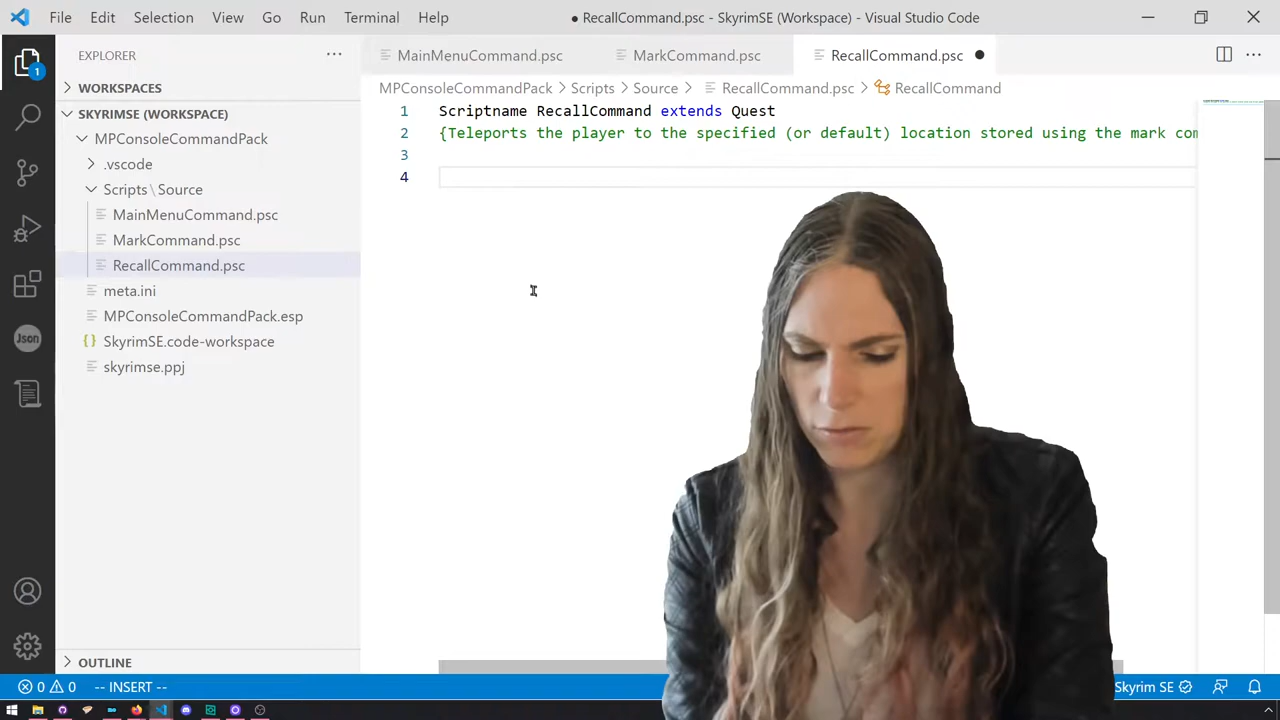 File Edit Selection View Go Run Terminal Help
● RecallCommand.psc - SkyrimSE (Workspace) - Visual Studio Code
EXPLORER
WORKSPACES
SKYRIMSE (WORKSPACE)
MPConsoleCommandPack
.vscode
Scripts \ Source
MainMenuCommand.psc
MarkCommand.psc
RecallCommand.psc
meta.ini
MPConsoleCommandPack.esp
{} SkyrimSE.code-workspace
skyrimse.ppj
OUTLINE
1
Json
MainMenuCommand.psc MarkCommand.psc RecallCommand.psc ●
MPConsoleCommandPack > Scripts > Source > RecallCommand.psc > RecallCommand
1 Scriptname RecallCommand extends Quest
2 {Teleports the player to the specified (or default) location stored using the mark com
3
4
0 0 -- INSERT --
Skyrim SE